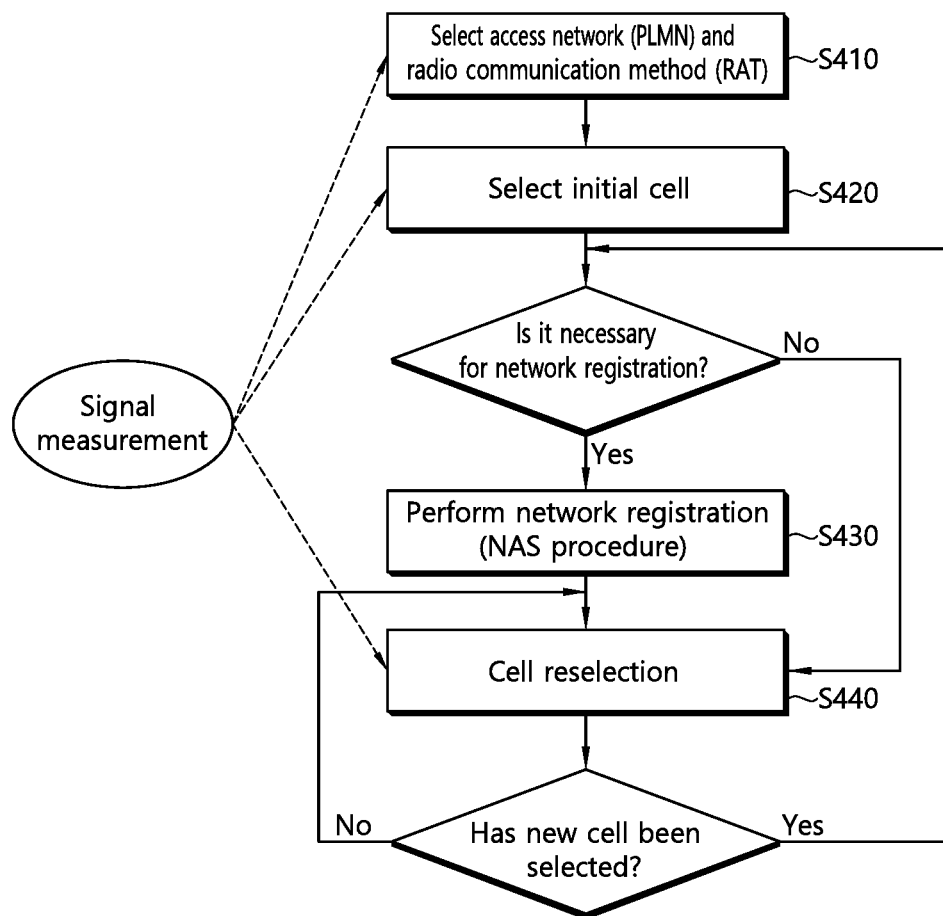 Select access network (PLMN) and
radio communication method (RAT)
S410
Select initial cell
S420
Is it necessary
for network registration?
No
Yes
Signal
measurement
Perform network registration
(NAS procedure)
S430
Cell reselection
S440
Has new cell been
selected?
No
Yes